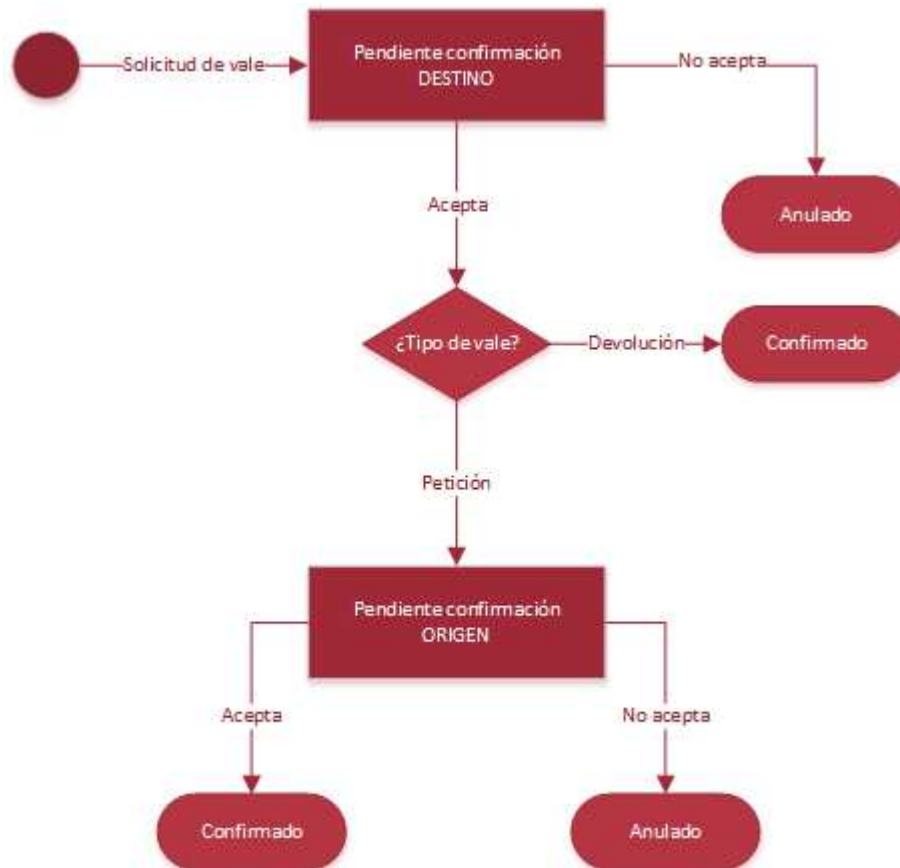 Solicitud de vale
Pendiente confirmación
DESTINO
No acepta
Acepta
Anulado
¿Tipo de vale?
Devolución
Confirmado
Petición
Pendiente confirmación
ORIGEN
Acepta
No acepta
Confirmado
Anulado